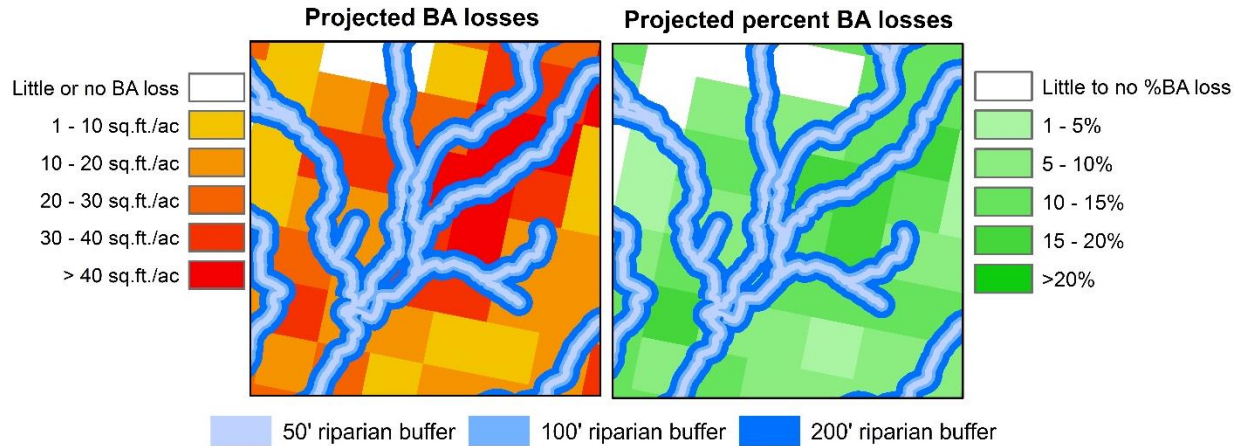 Projected BA losses
Projected percent BA losses
Little or no BA loss
1 - 10 sq.ft./ac
10 - 20 sq.ft./ac
20 - 30 sq.ft./ac
30 - 40 sq.ft./ac
> 40 sq.ft./ac
Little to no %BA loss
1 - 5%
5 - 10%
10 - 15%
15 - 20%
>20%
50' riparian buffer
100' riparian buffer
200' riparian buffer